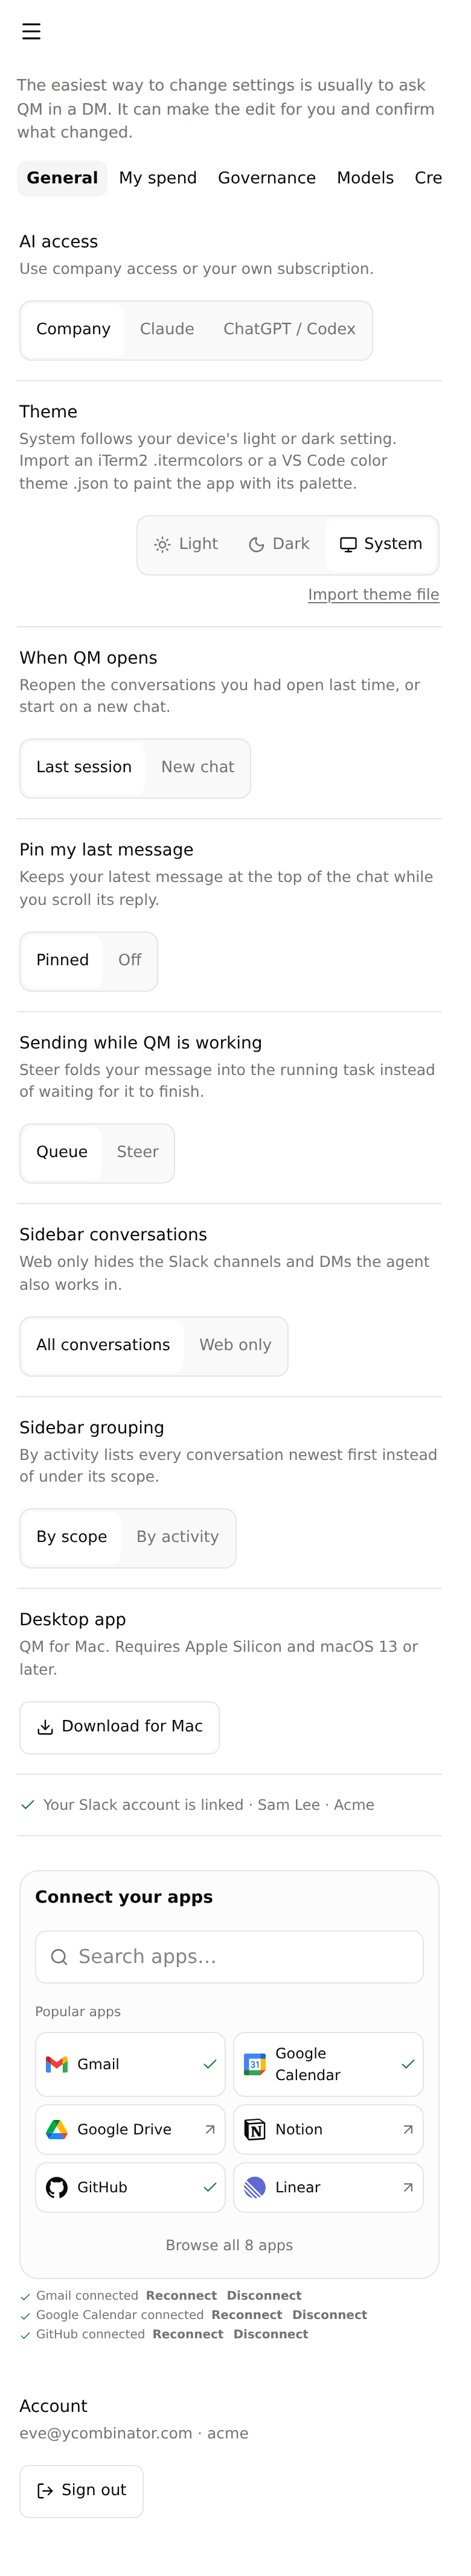 The easiest way to change settings is usually to ask
QM in a DM. It can make the edit for you and confirm
what changed.
General My spend Governance Models Cre
AI access
Use company access or your own subscription.
Company Claude ChatGPT / Codex
Theme
System follows your device's light or dark setting.
Import an iTerm2 .itermcolors or a VS Code color
theme .json to paint the app with its palette.
Light Dark System
Import theme file
When QM opens
Reopen the conversations you had open last time, or
start on a new chat.
Last session New chat
Pin my last message
Keeps your latest message at the top of the chat while
you scroll its reply.
Pinned Off
Sending while QM is working
Steer folds your message into the running task instead
of waiting for it to finish.
Queue Steer
Sidebar conversations
Web only hides the Slack channels and DMs the agent
also works in.
All conversations Web only
Sidebar grouping
By activity lists every conversation newest first instead
of under its scope.
By scope By activity
Desktop app
QM for Mac. Requires Apple Silicon and macOS 13 or
later.
Download for Mac
Your Slack account is linked · Sam Lee · Acme
Connect your apps
Search apps...
Popular apps
Gmail
31 Google
Calendar
Google Drive
Notion
GitHub
Linear
Browse all 8 apps
Gmail connected Reconnect Disconnect
Google Calendar connected Reconnect Disconnect
GitHub connected Reconnect Disconnect
Account
eve@ycombinator.com · acme
Sign out